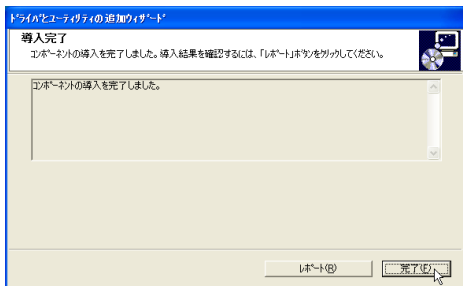 ﾄﾞﾗｲﾊﾞとﾕｰﾃｨﾘﾃｨの追加ｳｨｻﾞｰﾄﾞ
導入完了
ｺﾝﾎﾟｰﾈﾝﾄの導入を完了しました。導入結果を確認するには、「ﾚﾎﾟｰﾄ」ﾎﾞﾀﾝをｸﾘｯｸしてください。
ｺﾝﾎﾟｰﾈﾝﾄの導入を完了しました。
ﾚﾎﾟｰﾄ(R)
完了(F)